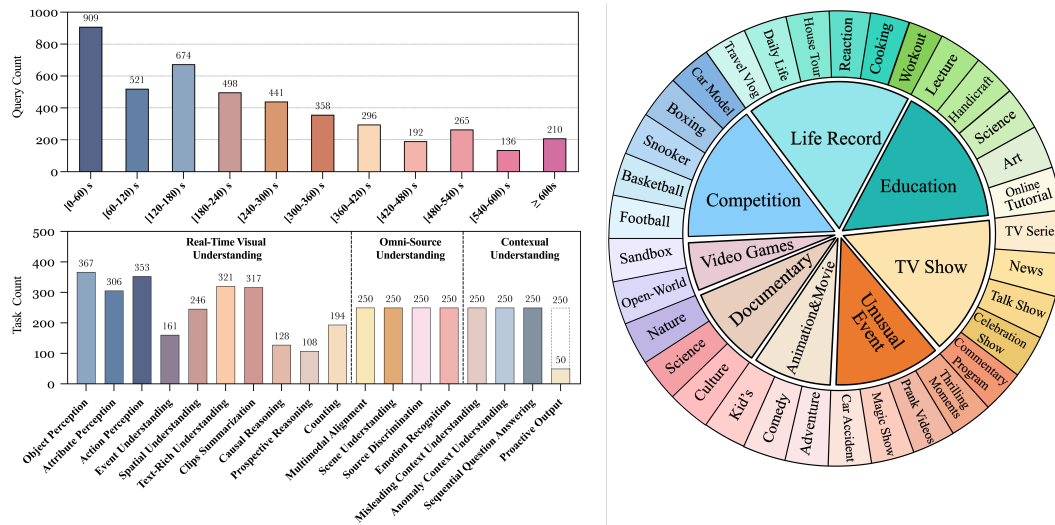 1000
800
600
400
200
0
Query Count
909
521
674
498
441
358
296
192
265
136
210
[0-60) s
[60-120) s
[120-180) s
[180-240) s
[240-300) s
[300-360) s
[360-420) s
[420-480) s
[480-540) s
[540-600) s
≥ 600s
500
400
300
200
100
0
Task Count
Real-Time Visual
Understanding
Omni-Source
Understanding
Contexual
Understanding
367
306
353
161
246
321
317
128
108
194
250
250
250
250
250
250
250
250
50
Object Perception
Attribute Perception
Action Perception
Event Understanding
Spatial Understanding
Text-Rich Understanding
Clips Summarization
Causal Reasoning
Prospective Reasoning
Counting
Multimodal Alignment
Scene Understanding
Source Discrimination
Emotion Recognition
Misleading Context Understanding
Anomaly Context Understanding
Sequential Question Answering
Proactive Output
Life Record
Education
TV Show
Unusual
Event
Animation&Movie
Documentary
Video Games
Competition
Travel Vlog
Daily Life
House Tour
Reaction
Cooking
Workout
Lecture
Handicraft
Science
Art
Online
Tutorial
TV Serie
News
Talk Show
Celebration
Show
Commentary
Program
Thrilling
Moments
Prank Videos
Magic Show
Car Accident
Adventure
Comedy
Kid's
Culture
Science
Nature
Open-World
Sandbox
Football
Basketball
Snooker
Boxing
Car Model